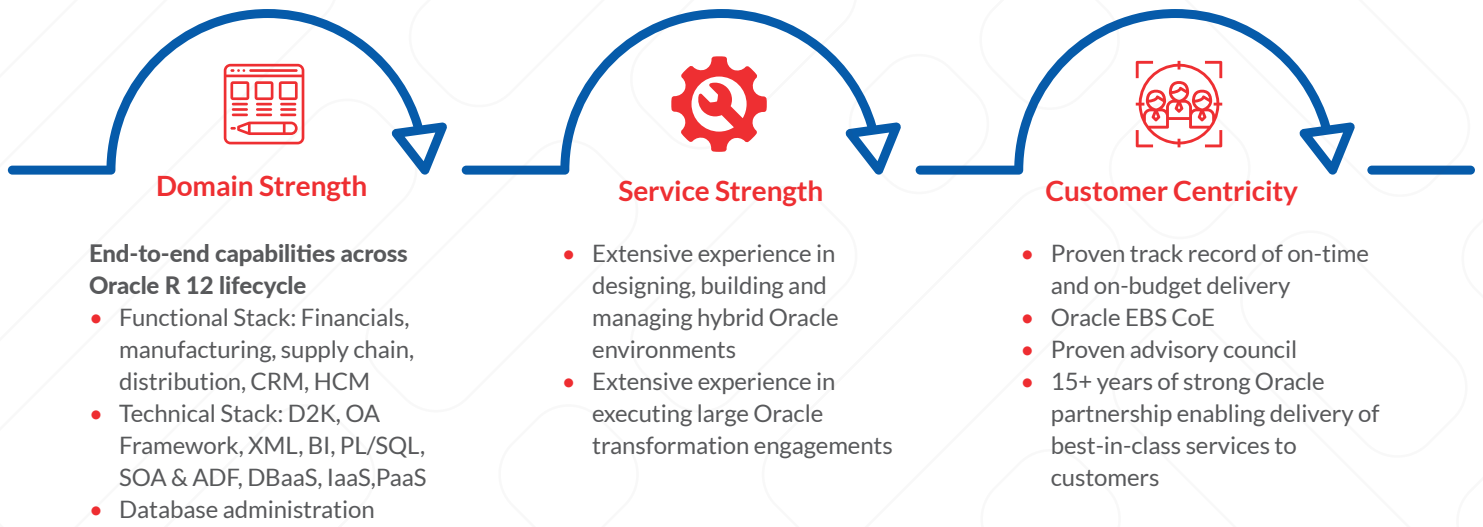 Domain Strength
End-to-end capabilities across
Oracle R 12 lifecycle
• Functional Stack: Financials,
manufacturing, supply chain,
distribution, CRM, HCM
• Technical Stack: D2K, OA
Framework, XML, BI, PL/SQL,
SOA & ADF, DBaaS, IaaS,PaaS
• Database administration
Service Strength
• Extensive experience in
designing, building and
managing hybrid Oracle
environments
• Extensive experience in
executing large Oracle
transformation engagements
Customer Centricity
• Proven track record of on-time
and on-budget delivery
• Oracle EBS CoE
• Proven advisory council
• 15+ years of strong Oracle
partnership enabling delivery of
best-in-class services to
customers